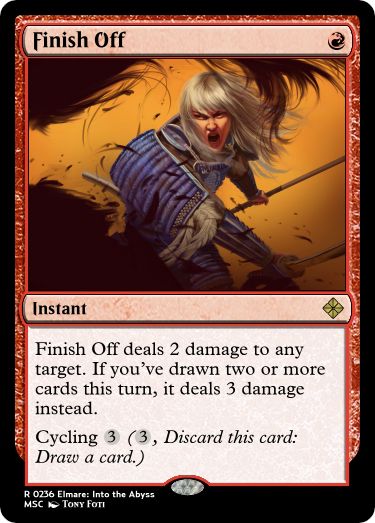 Finish Off
Instant
Finish Off deals 2 damage to any
target. If you've drawn two or more
cards this turn, it deals 3 damage
instead.
Cycling 3 (3, Discard this card:
Draw a card.)
R 0236 Elmare: Into the Abyss
MSC Tony Foti